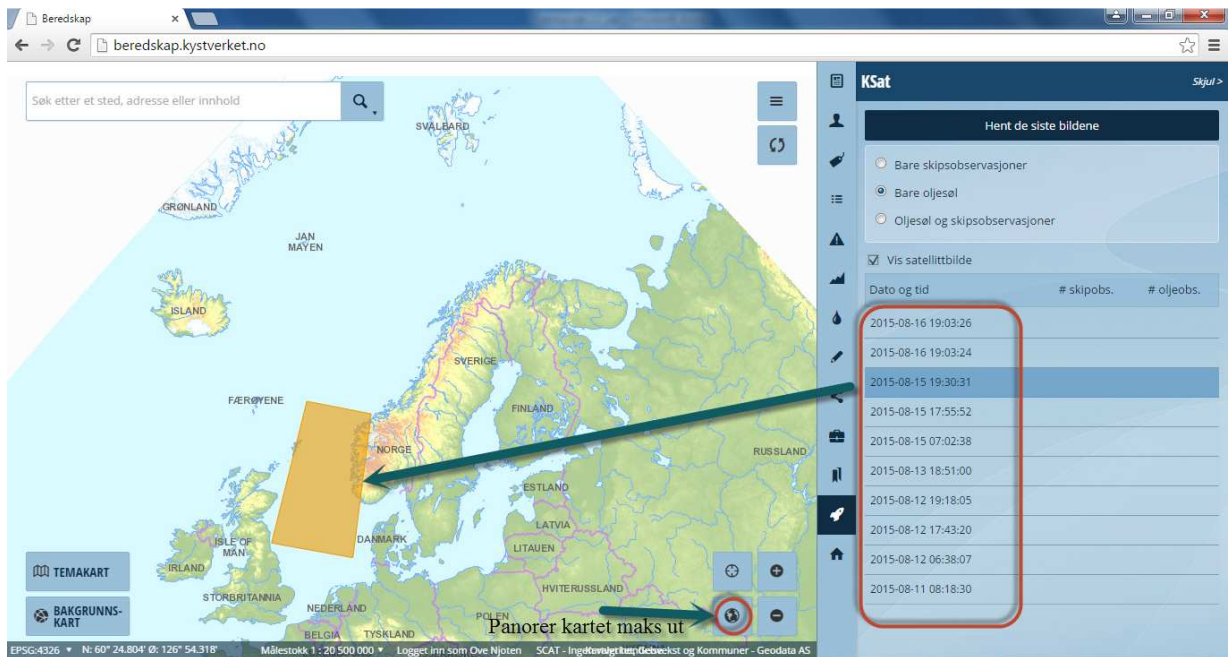 Beredskap
beredskap.kystverket.no
Søk etter et sted, adresse eller innhold
SVALBARD
GRØNLAND
JAN
MAYEN
ISLAND
SVERIGE
FÆRØYENE
FINLAND
NORGE
RUSSLAND
ESTLAND
LATVIA
DANMARK
LITAUEN
ISLE OF
MAN
IRLAND
STORBRITANNIA
HVITERUSSLAND
NEDERLAND
POLEN
BELGIA
TYSKLAND
TEMAKART
BAKGRUNNS-
KART
Panorer kartet maks ut
EPSG:4326 N: 60° 24.804' Ø: 126° 54.318' Målestokk 1 : 20 500 000 Logget inn som Ove Njoten SCAT - og Kommuner - Geodata AS
KSat
Skjul >
Hent de siste bildene
Bare skipsobservasjoner
Bare oljesøl
Oljesøl og skipsobservasjoner
Vis satellittbilde
Dato og tid # skipobs. # oljeobs.
2015-08-16 19:03:26
2015-08-16 19:03:24
2015-08-15 19:30:31
2015-08-15 17:55:52
2015-08-15 07:02:38
2015-08-13 18:51:00
2015-08-12 19:18:05
2015-08-12 17:43:20
2015-08-12 06:38:07
2015-08-11 08:18:30